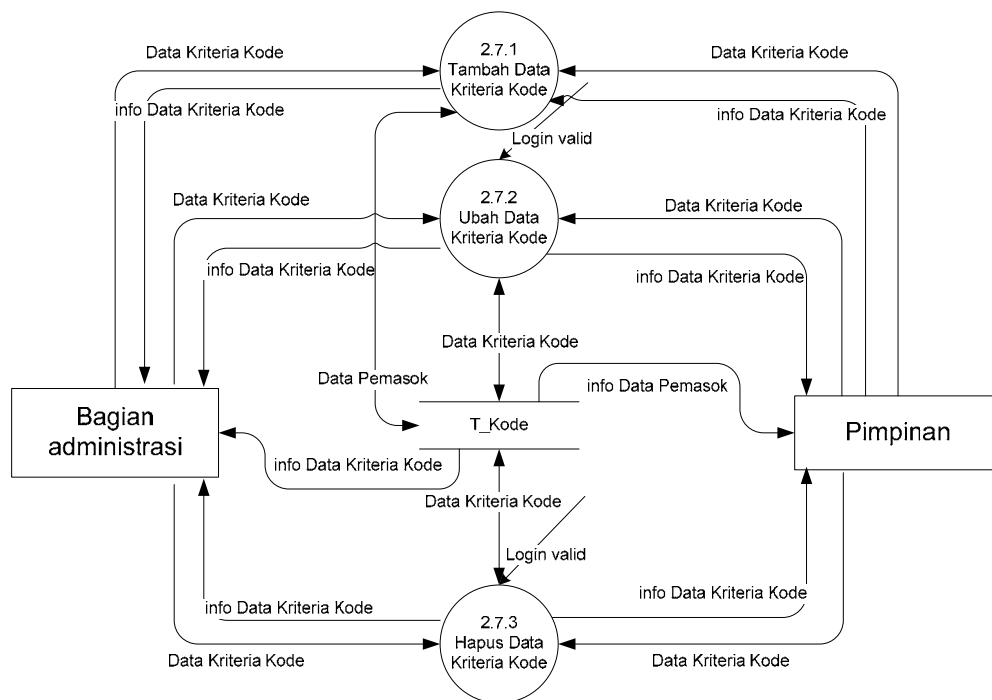 2.7.1
Tambah Data
Kriteria Kode
Data Kriteria Kode
Data Kriteria Kode
info Data Kriteria Kode
info Data Kriteria Kode
Login valid
2.7.2
Ubah Data
Kriteria Kode
Data Kriteria Kode
Data Kriteria Kode
info Data Kriteria Kode
info Data Kriteria Kode
Data Kriteria Kode
Data Pemasok
info Data Pemasok
Bagian
administrasi
T_Kode
Pimpinan
info Data Kriteria Kode
Data Kriteria Kode
Login valid
info Data Kriteria Kode
info Data Kriteria Kode
2.7.3
Hapus Data
Kriteria Kode
Data Kriteria Kode
Data Kriteria Kode